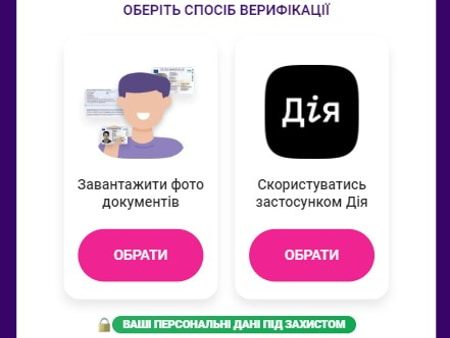 ОБЕРІТЬ СПОСІБ ВЕРИФІКАЦІЇ
Завантажити фото
документів
ОБРАТИ
Дія
Скористуватись
застосунком Дія
ОБРАТИ
ВАШІ ПЕРСОНАЛЬНІ ДАНІ ПІД ЗАХИСТОМ